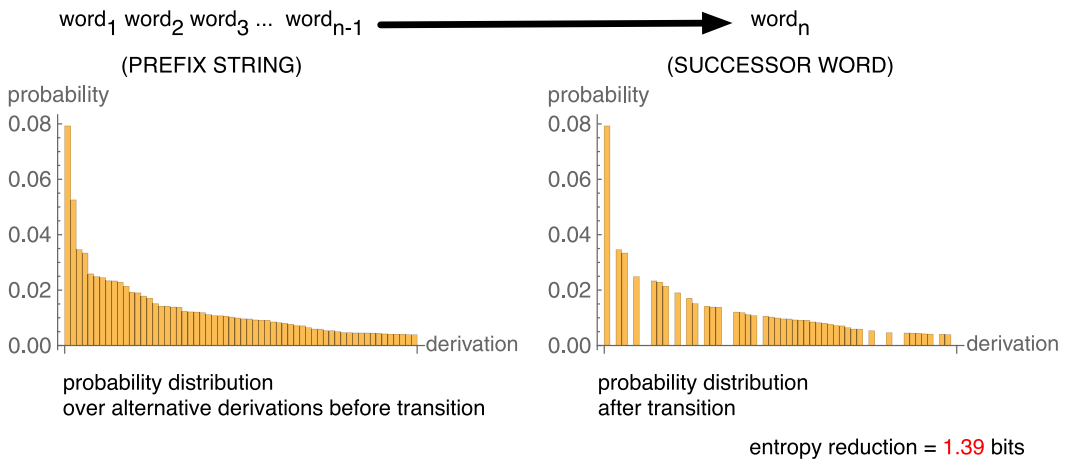 word1 word2 word3 ... wordn-1 wordn
(PREFIX STRING) (SUCCESSOR WORD)
probability probability
0.08 0.08
0.06 0.06
0.04 0.04
0.02 0.02
0.00 0.00
derivation derivation
probability distribution probability distribution
over alternative derivations before transition after transition
entropy reduction = 1.39 bits